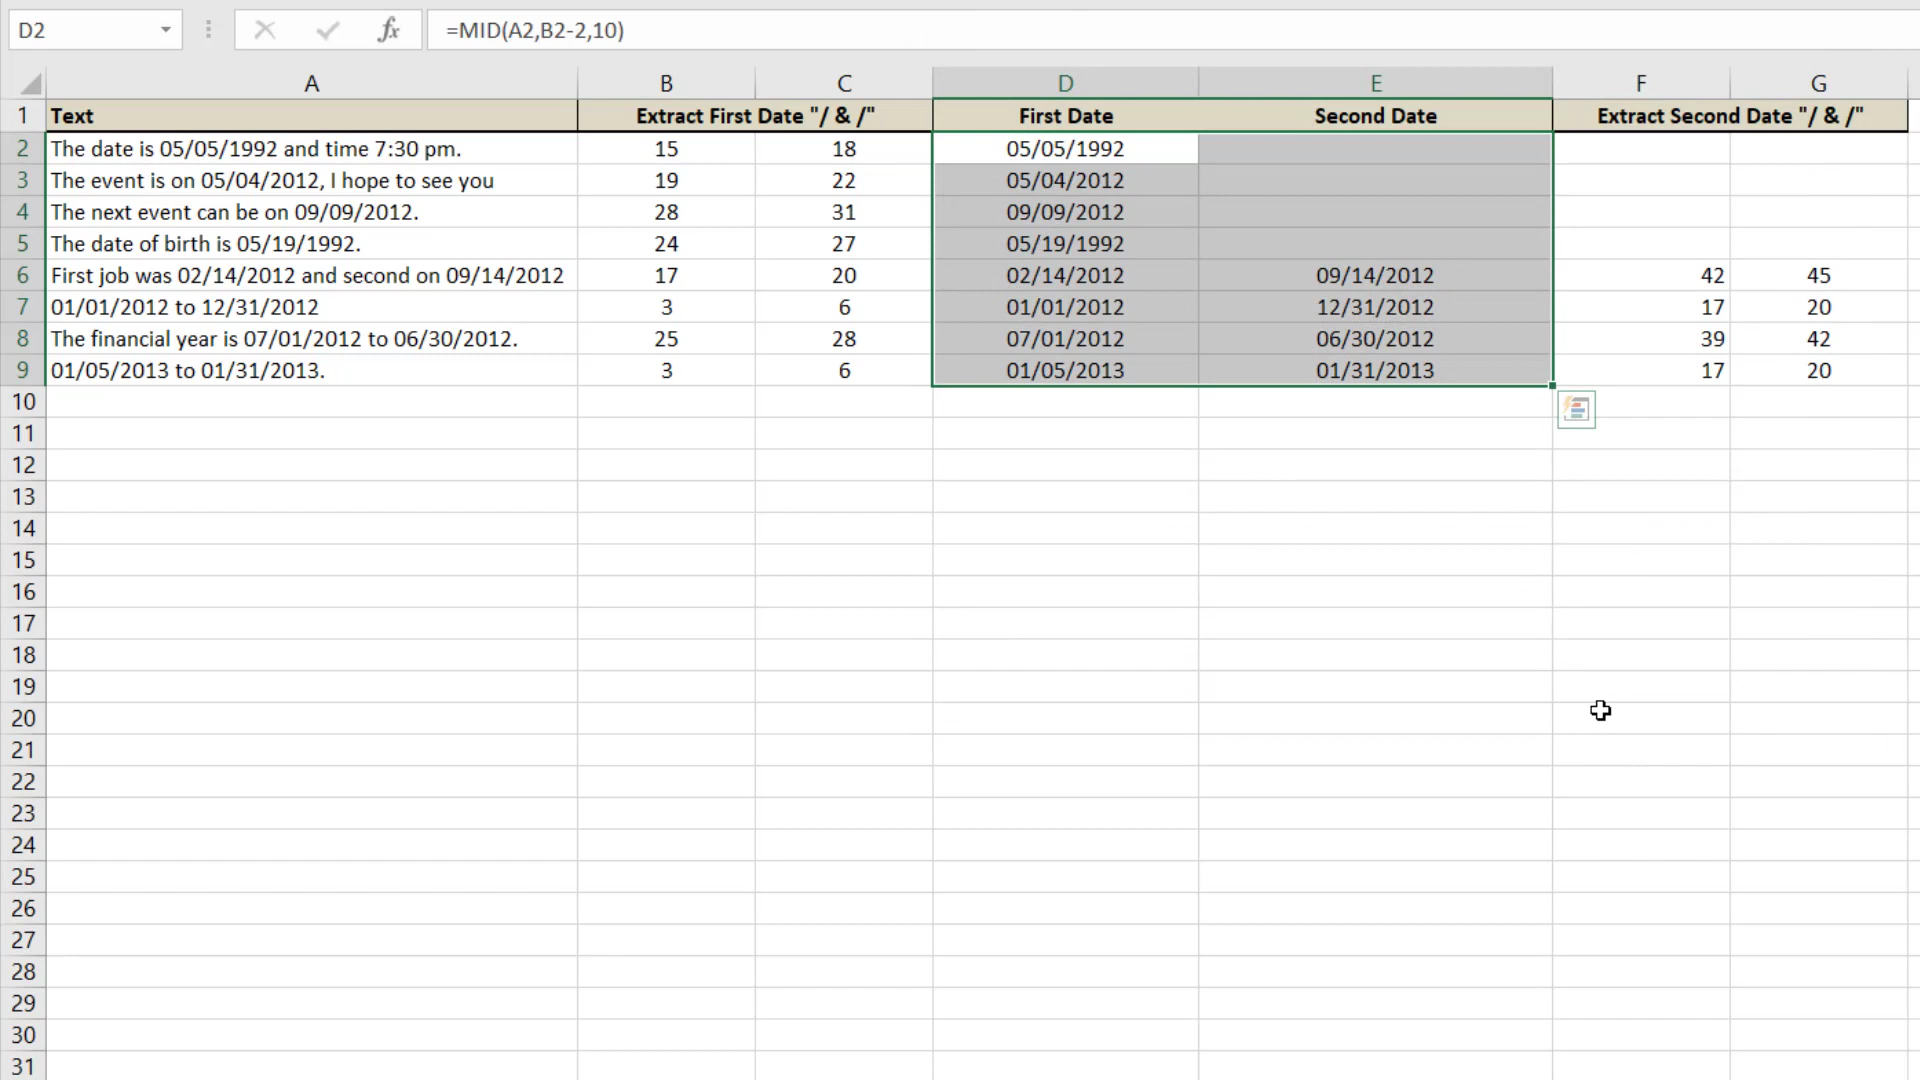 D2 fx =MID(A2,B2-2,10)
A B C D E F G
1 Text Extract First Date "/ & /" First Date Second Date Extract Second Date "/ & /"
2 The date is 05/05/1992 and time 7:30 pm. 15 18 05/05/1992
3 The event is on 05/04/2012, I hope to see you 19 22 05/04/2012
4 The next event can be on 09/09/2012. 28 31 09/09/2012
5 The date of birth is 05/19/1992. 24 27 05/19/1992
6 First job was 02/14/2012 and second on 09/14/2012 17 20 02/14/2012 09/14/2012 42 45
7 01/01/2012 to 12/31/2012 3 6 01/01/2012 12/31/2012 17 20
8 The financial year is 07/01/2012 to 06/30/2012. 25 28 07/01/2012 06/30/2012 39 42
9 01/05/2013 to 01/31/2013. 3 6 01/05/2013 01/31/2013 17 20
10
11
12
13
14
15
16
17
18
19
20
21
22
23
24
25
26
27
28
29
30
31